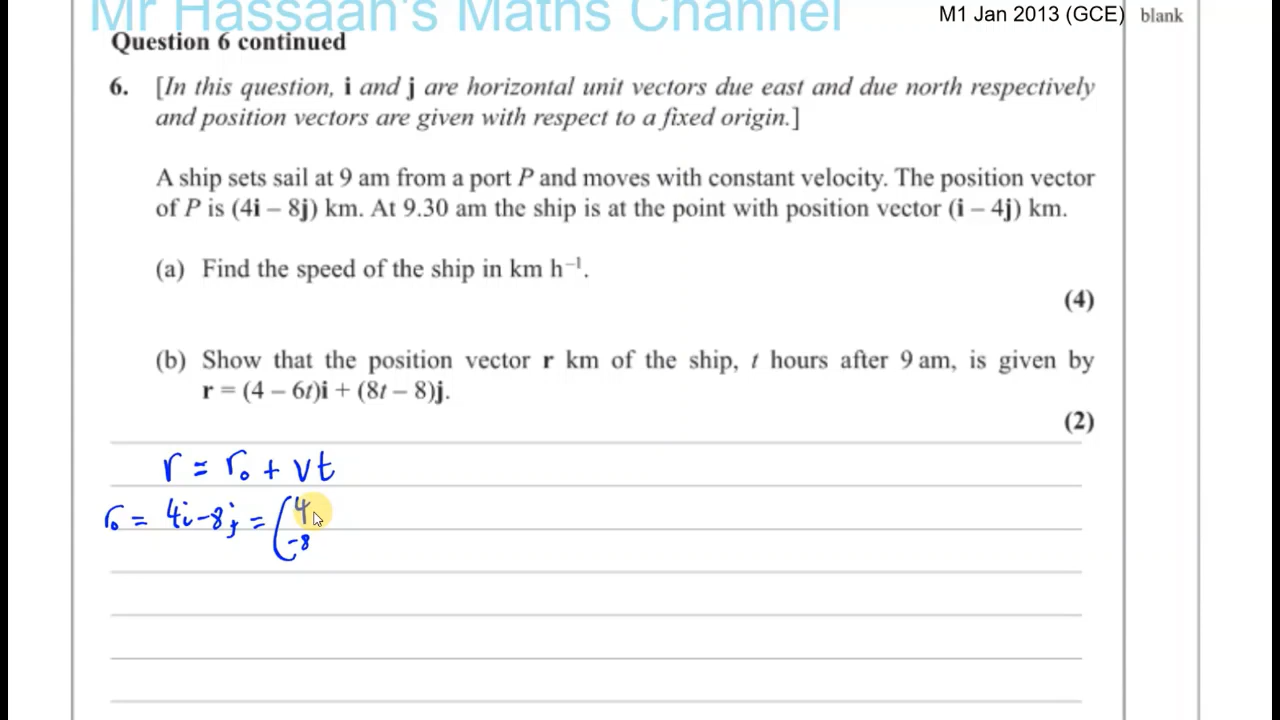 Mr Hassaan's Maths Channel
M1 Jan 2013 (GCE) blank
Question 6 continued
6. [In this question, i and j are horizontal unit vectors due east and due north respectively
and position vectors are given with respect to a fixed origin.]
A ship sets sail at 9 am from a port P and moves with constant velocity. The position vector
of P is (4i – 8j) km. At 9.30 am the ship is at the point with position vector (i – 4j) km.
(a) Find the speed of the ship in km h⁻¹.
(4)
(b) Show that the position vector r km of the ship, t hours after 9 am, is given by
r = (4 – 6t)i + (8t – 8)j.
(2)
r = r₀ + vt
r₀ = 4i - 8j = ( 4
-8